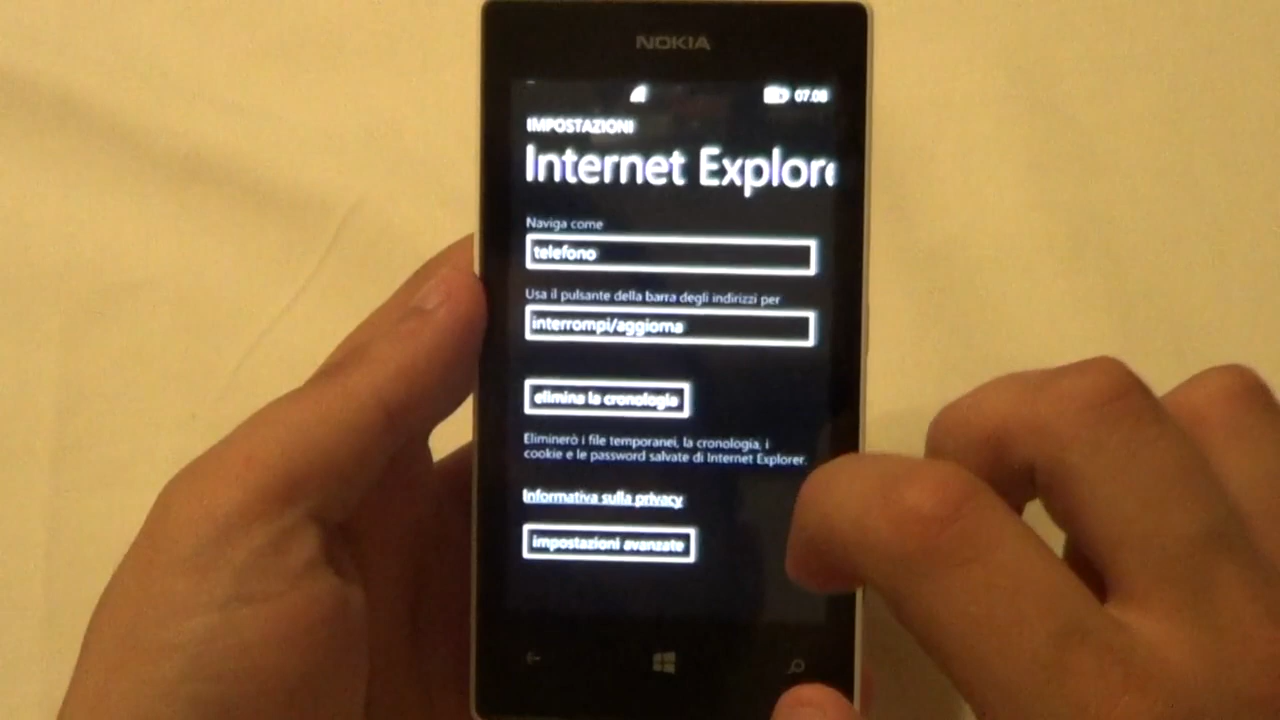 NOKIA
07.08
IMPOSTAZIONI
Internet Explore
Naviga come
telefono
Usa il pulsante della barra degli indirizzi per
interrompi/aggiorna
elimina la cronologia
Eliminerò i file temporanei, la cronologia, i
cookie e le password salvate di Internet Explorer.
Informativa sulla privacy
impostazioni avanzate